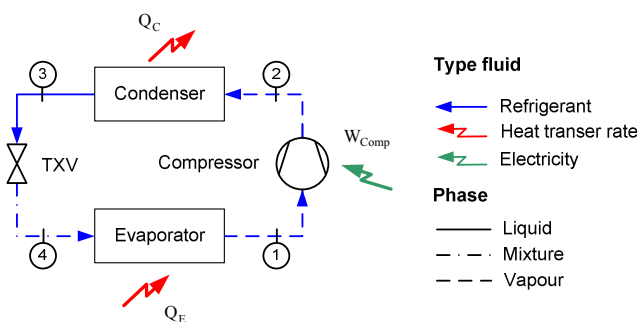 Q_C
3
2
Condenser
TXV
Compressor
W_Comp
Evaporator
4
1
Q_E
Type fluid
Refrigerant
Heat transer rate
Electricity
Phase
Liquid
Mixture
Vapour